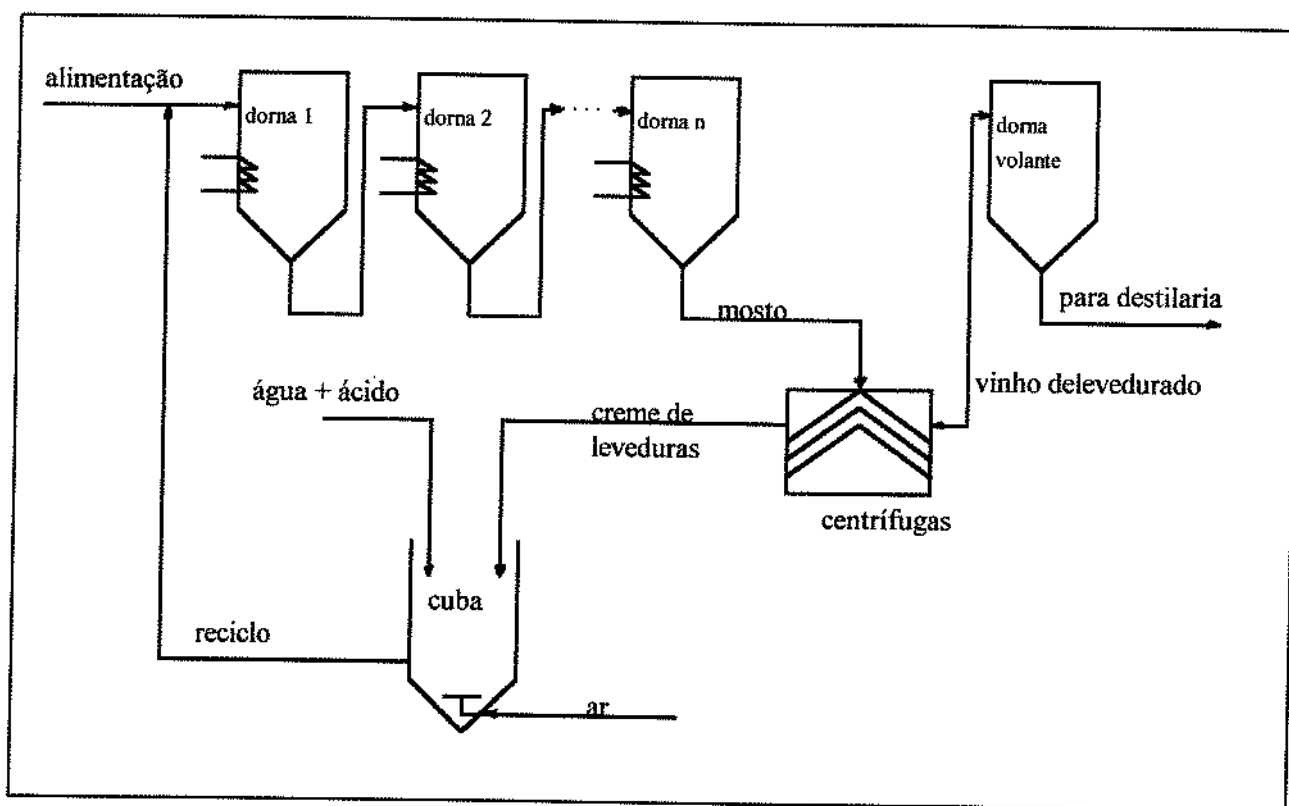 alimentação
dorna 1
dorna 2
dorna n
dorna
volante
para destilaria
mosto
vinho delevedurado
água + ácido
creme de
leveduras
centrífugas
cuba
reciclo
ar